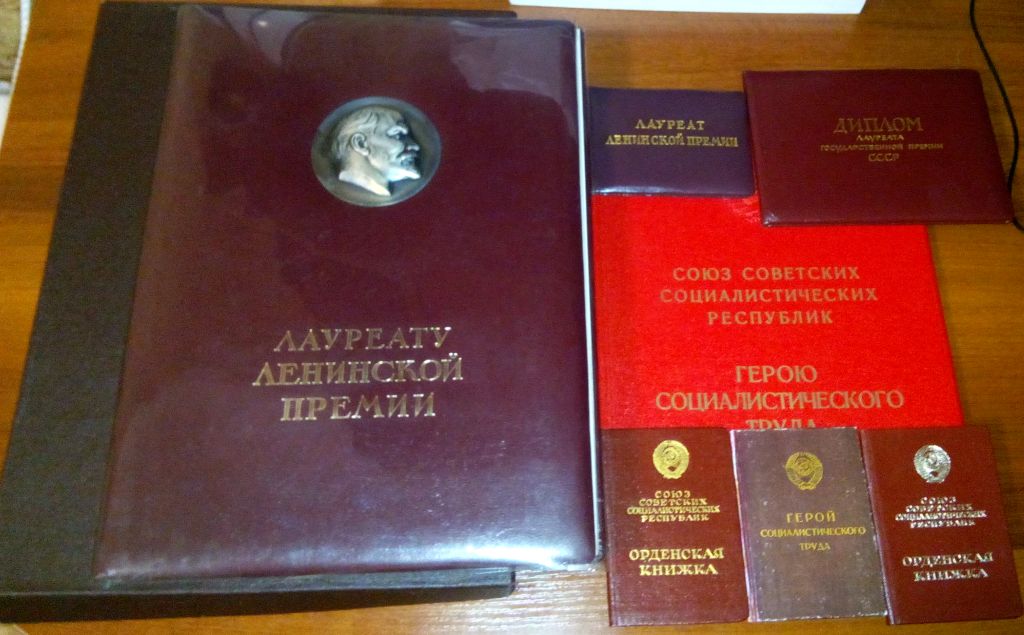 ЛАУРЕАТУ
ЛЕНИНСКОЙ
ПРЕМИИ
ЛАУРЕАТ
ЛЕНИНСКОЙ ПРЕМИИ
ДИПЛОМ
ЛАУРЕАТА
ГОСУДАРСТВЕННОЙ ПРЕМИИ
СССР
СОЮЗ СОВЕТСКИХ
СОЦИАЛИСТИЧЕСКИХ
РЕСПУБЛИК
ГЕРОЮ
СОЦИАЛИСТИЧЕСКОГО
ТРУДА
СОЮЗ
СОВЕТСКИХ
СОЦИАЛИСТИЧЕСКИХ
РЕСПУБЛИК
ОРДЕНСКАЯ
КНИЖКА
ГЕРОЙ
СОЦИАЛИСТИЧЕСКОГО
ТРУДА
СОЮЗ
СОВЕТСКИХ
СОЦИАЛИСТИЧЕСКИХ
РЕСПУБЛИК
ОРДЕНСКАЯ
КНИЖКА